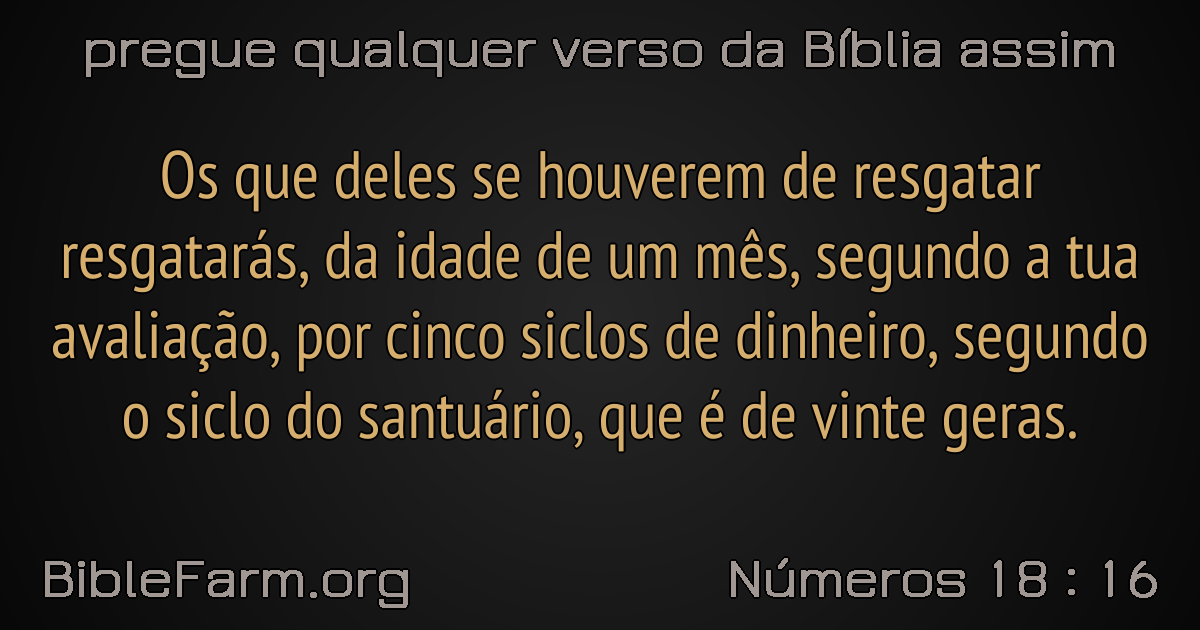 pregue qualquer verso da Bíblia assim
Os que deles se houverem de resgatar
resgatarás, da idade de um mês, segundo a tua
avaliação, por cinco siclos de dinheiro, segundo
o siclo do santuário, que é de vinte geras.
BibleFarm.org
Números 18 : 16